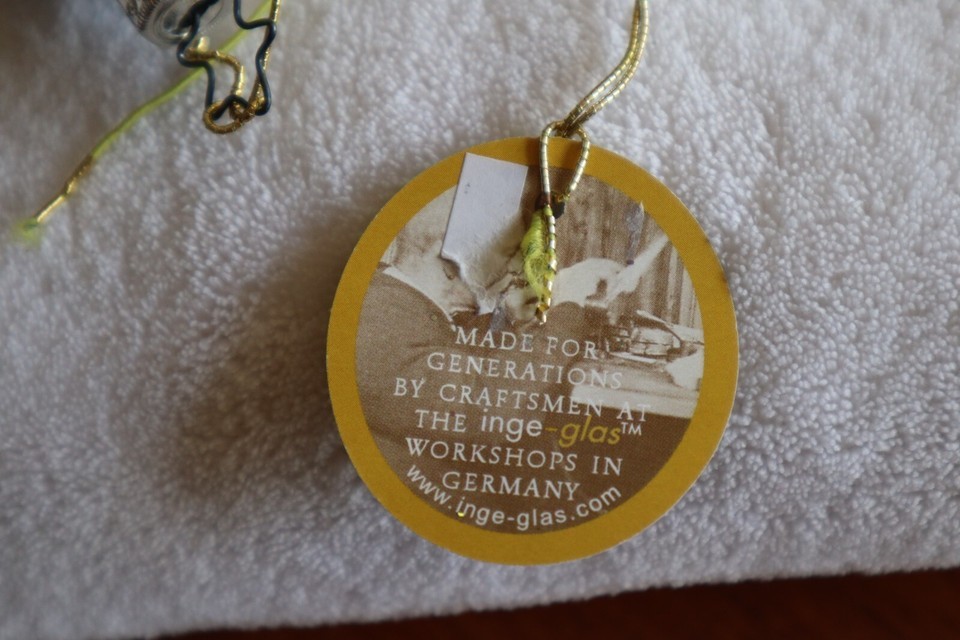 MADE FOR
GENERATIONS
BY CRAFTSMEN AT
THE inge-glas™
WORKSHOPS IN
GERMANY
www.inge-glas.com